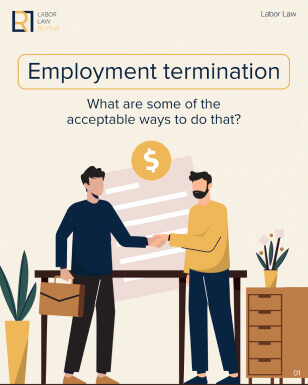 LABOR
LAW
REVIEW
Labor Law
Employment termination
What are some of the
acceptable ways to do that?
$
01